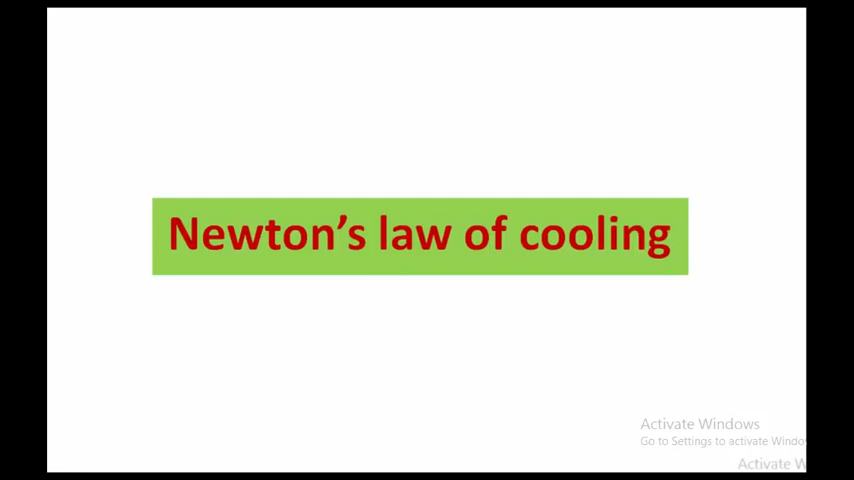 Newton's law of cooling
Activate Windows
Go to Settings to activate Windo
Activate W